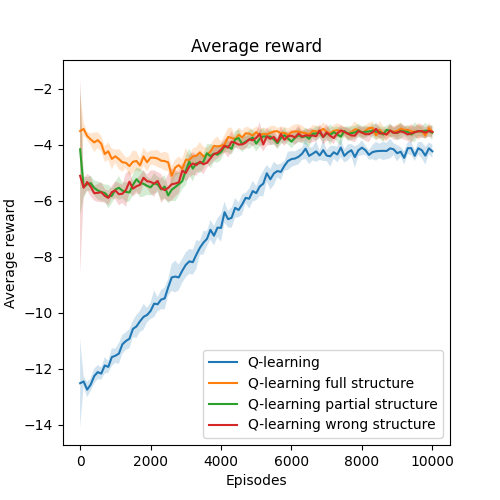 Average reward
Average reward
−2
−4
−6
−8
−10
−12
−14
0
2000
4000
6000
8000
10000
Episodes
Q-learning
Q-learning full structure
Q-learning partial structure
Q-learning wrong structure